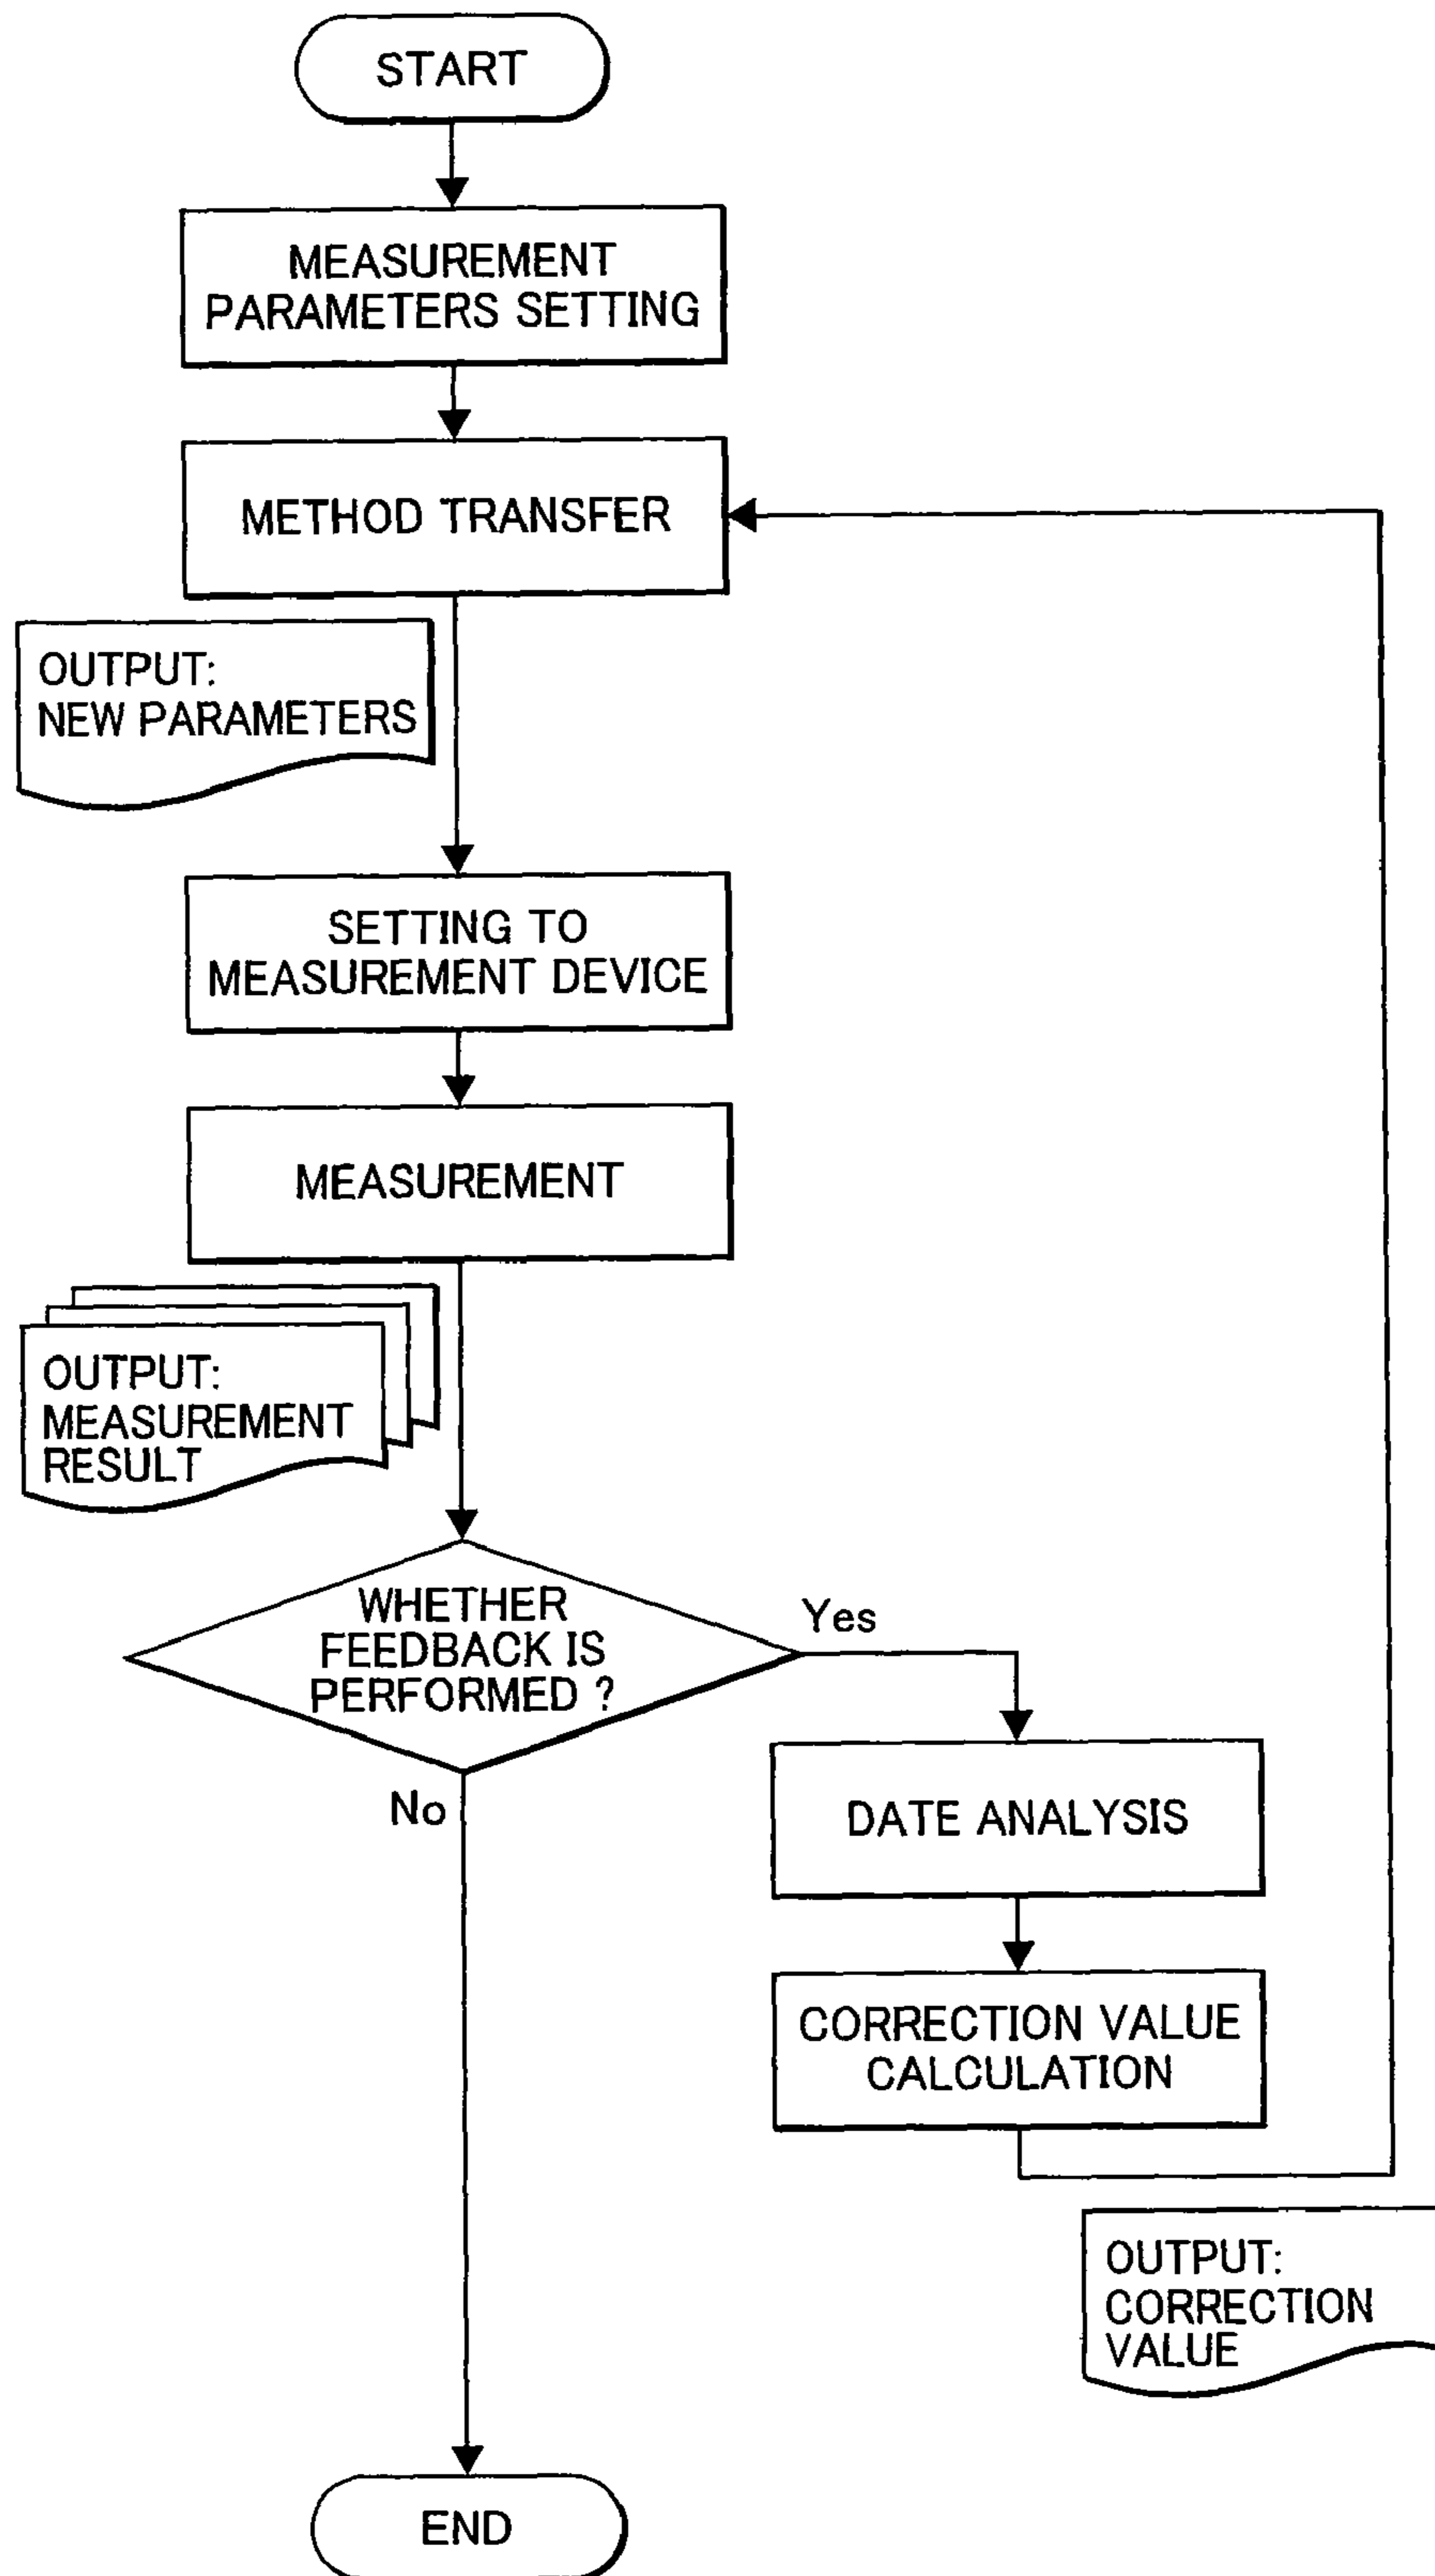 START
MEASUREMENT
PARAMETERS SETTING
METHOD TRANSFER
OUTPUT:
NEW PARAMETERS
SETTING TO
MEASUREMENT DEVICE
MEASUREMENT
OUTPUT:
MEASUREMENT
RESULT
WHETHER
FEEDBACK IS
PERFORMED ?
Yes
No
DATE ANALYSIS
CORRECTION VALUE
CALCULATION
OUTPUT:
CORRECTION
VALUE
END